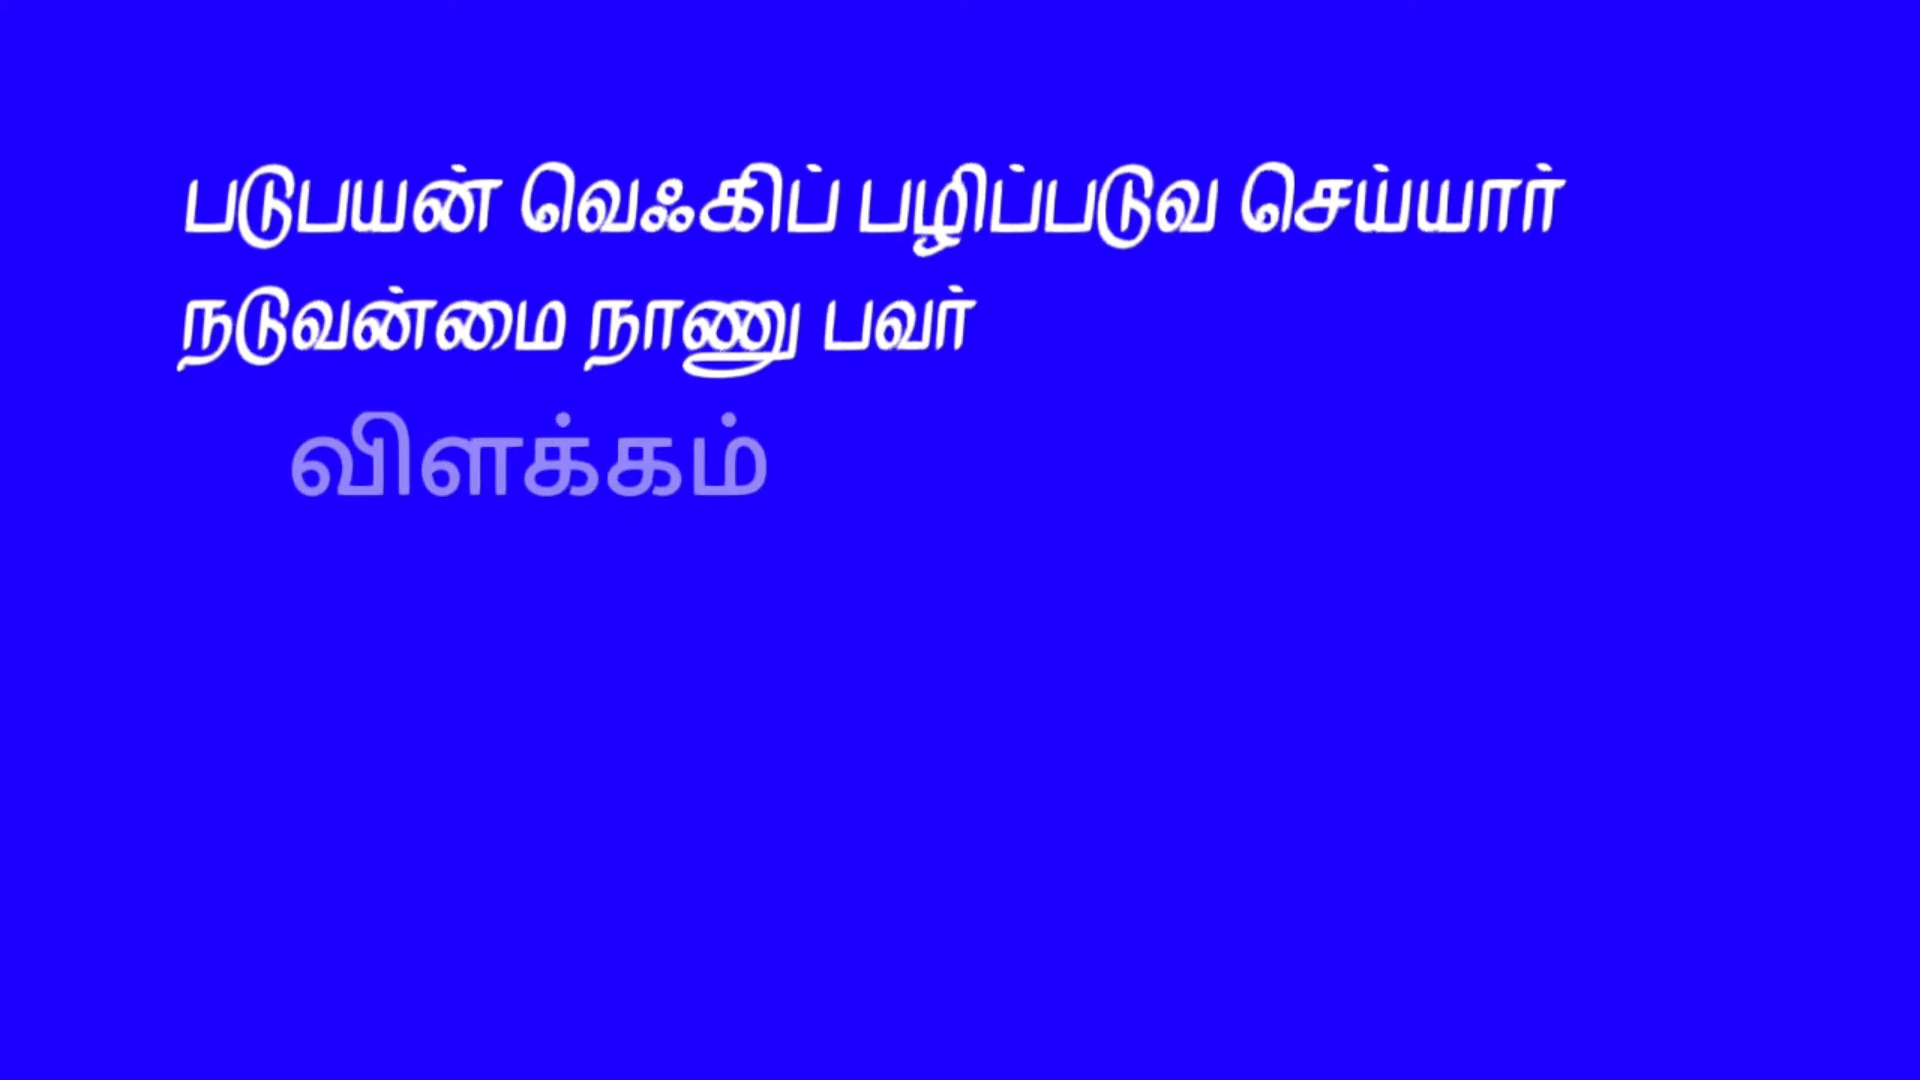 படுபயன் வெஃகிப் பழிப்படுவ செய்யார்
நடுவன்மை நாணு பவர்
விளக்கம்